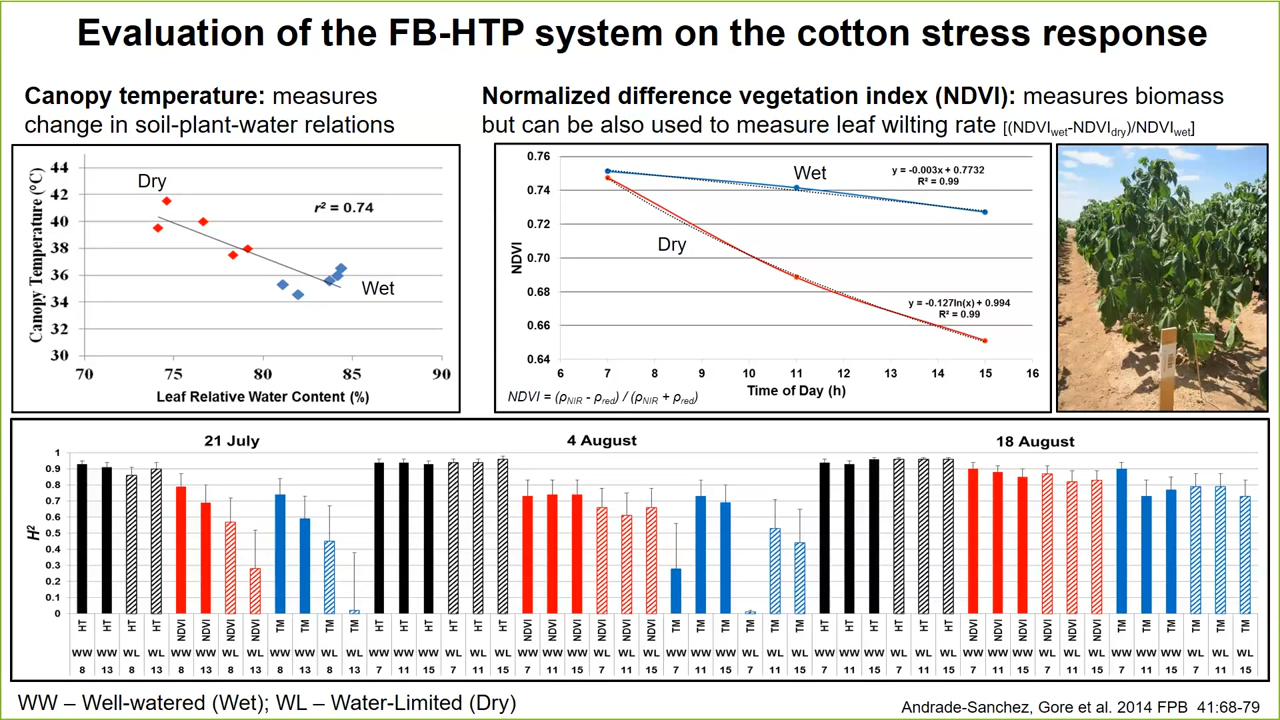 Evaluation of the FB-HTP system on the cotton stress response
Canopy temperature: measures
change in soil-plant-water relations
Normalized difference vegetation index (NDVI): measures biomass
but can be also used to measure leaf wilting rate [(NDVIwet-NDVIdry)/NDVIwet]
Canopy Temperature (°C)
44
42
40
38
36
34
32
30
Dry
r² = 0.74
Wet
70 75 80 85 90
Leaf Relative Water Content (%)
NDVI
0.76
0.74
0.72
0.70
0.68
0.66
0.64
Wet
y = -0.003x + 0.7732
R² = 0.99
Dry
y = -0.127ln(x) + 0.994
R² = 0.99
6 7 8 9 10 11 12 13 14 15 16
Time of Day (h)
NDVI = (ρNIR - ρred) / (ρNIR + ρred)
21 July 4 August 18 August
H²
1
0.9
0.8
0.7
0.6
0.5
0.4
0.3
0.2
0.1
0
HT HT HT HT NDVI NDVI NDVI NDVI TM TM TM TM HT HT HT HT HT HT NDVI NDVI NDVI NDVI NDVI NDVI TM TM TM TM TM TM HT HT HT HT HT HT NDVI NDVI NDVI NDVI NDVI NDVI TM TM TM TM TM TM
WW WW WL WL WW WW WL WL WW WW WL WL WW WW WW WL WL WL WW WW WW WL WL WL WW WW WW WL WL WL WW WW WW WL WL WL WW WW WW WL WL WL WW WW WW WL WL WL
8 13 8 13 8 13 8 13 8 13 8 13 7 11 15 7 11 15 7 11 15 7 11 15 7 11 15 7 11 15 7 11 15 7 11 15 7 11 15 7 11 15 7 11 15 7 11 15
WW – Well-watered (Wet); WL – Water-Limited (Dry)
Andrade-Sanchez, Gore et al. 2014 FPB 41:68-79